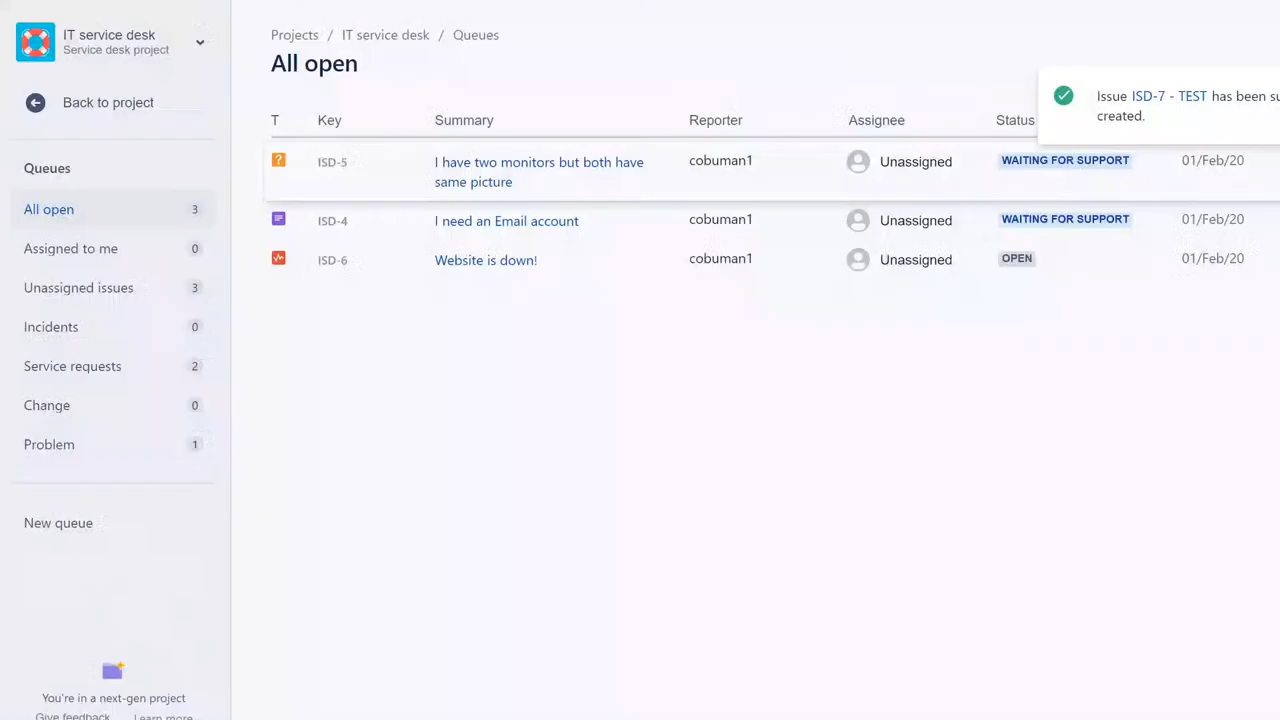 IT service desk
Service desk project
Back to project
Queues
All open 3
Assigned to me 0
Unassigned issues 3
Incidents 0
Service requests 2
Change 0
Problem 1
New queue
You're in a next-gen project
Give feedback Learn more
Projects / IT service desk / Queues
All open
Issue ISD-7 - TEST has been
created.
T Key Summary Reporter Assignee Status
? ISD-5 I have two monitors but both have cobuman1 Unassigned WAITING FOR SUPPORT 01/Feb/20
same picture
ISD-4 I need an Email account cobuman1 Unassigned WAITING FOR SUPPORT 01/Feb/20
ISD-6 Website is down! cobuman1 Unassigned OPEN 01/Feb/20